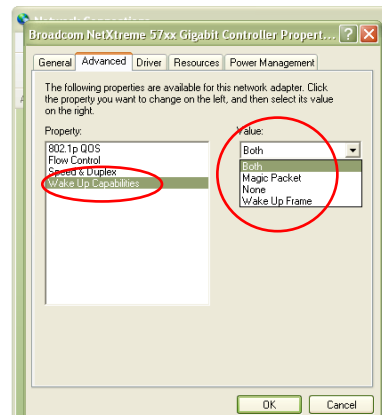 Network Connections
Broadcom NetXtreme 57xx Gigabit Controller Propert...
General Advanced Driver Resources Power Management
The following properties are available for this network adapter. Click
the property you want to change on the left, and then select its value
on the right.
Property:
Value:
802.1p QOS
Flow Control
Speed & Duplex
Wake Up Capabilities
Both
Both
Magic Packet
None
Wake Up Frame
OK Cancel